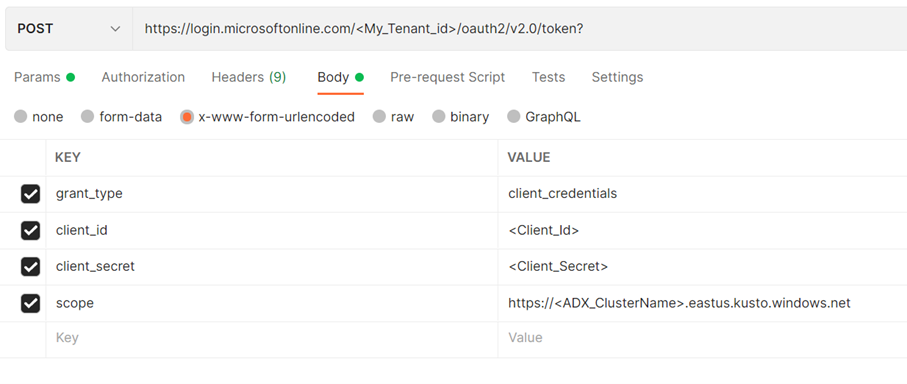 POST https://login.microsoftonline.com/<My_Tenant_id>/oauth2/v2.0/token?
Params Authorization Headers (9) Body Pre-request Script Tests Settings
none form-data x-www-form-urlencoded raw binary GraphQL
KEY VALUE
grant_type client_credentials
client_id <Client_Id>
client_secret <Client_Secret>
scope https://<ADX_ClusterName>.eastus.kusto.windows.net
Key Value